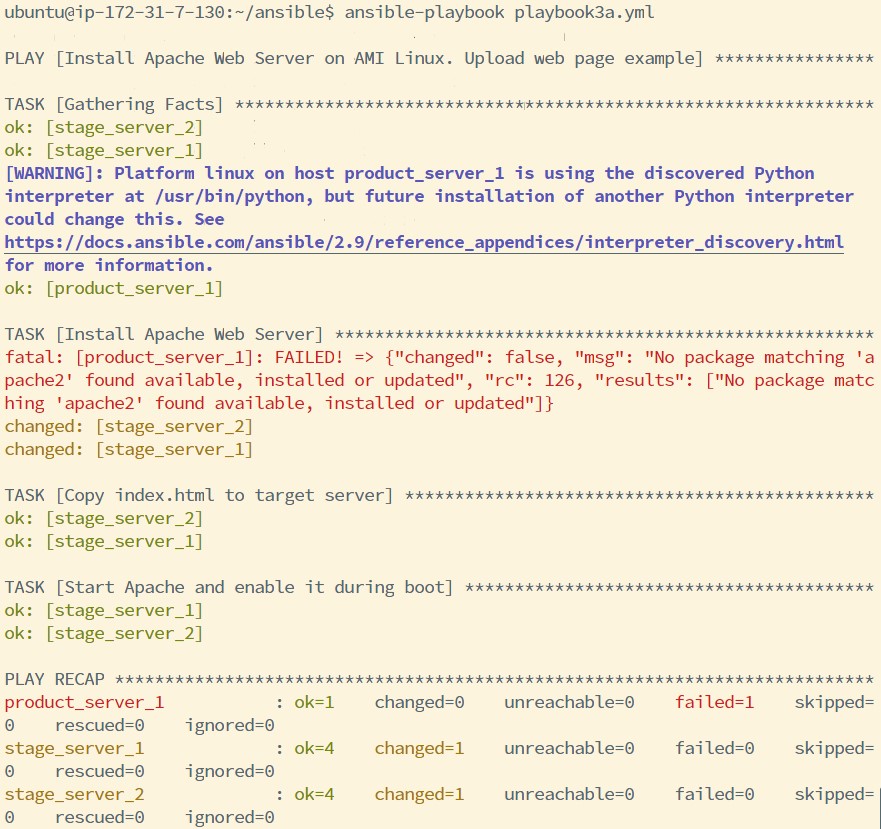 ubuntu@ip-172-31-7-130:~/ansible$ ansible-playbook playbook3a.yml
PLAY [Install Apache Web Server on AMI Linux. Upload web page example] ****************
TASK [Gathering Facts] ****************************************************************
ok: [stage_server_2]
ok: [stage_server_1]
[WARNING]: Platform linux on host product_server_1 is using the discovered Python
interpreter at /usr/bin/python, but future installation of another Python interpreter
could change this. See
https://docs.ansible.com/ansible/2.9/reference_appendices/interpreter_discovery.html
for more information.
ok: [product_server_1]
TASK [Install Apache Web Server] ******************************************************
fatal: [product_server_1]: FAILED! => {"changed": false, "msg": "No package matching 'a
pache2' found available, installed or updated", "rc": 126, "results": ["No package matc
hing 'apache2' found available, installed or updated"]}
changed: [stage_server_2]
changed: [stage_server_1]
TASK [Copy index.html to target server] ***********************************************
ok: [stage_server_2]
ok: [stage_server_1]
TASK [Start Apache and enable it during boot] *****************************************
ok: [stage_server_1]
ok: [stage_server_2]
PLAY RECAP ****************************************************************************
product_server_1           : ok=1    changed=0    unreachable=0    failed=1    skipped=
0    rescued=0    ignored=0
stage_server_1             : ok=4    changed=1    unreachable=0    failed=0    skipped=
0    rescued=0    ignored=0
stage_server_2             : ok=4    changed=1    unreachable=0    failed=0    skipped=
0    rescued=0    ignored=0